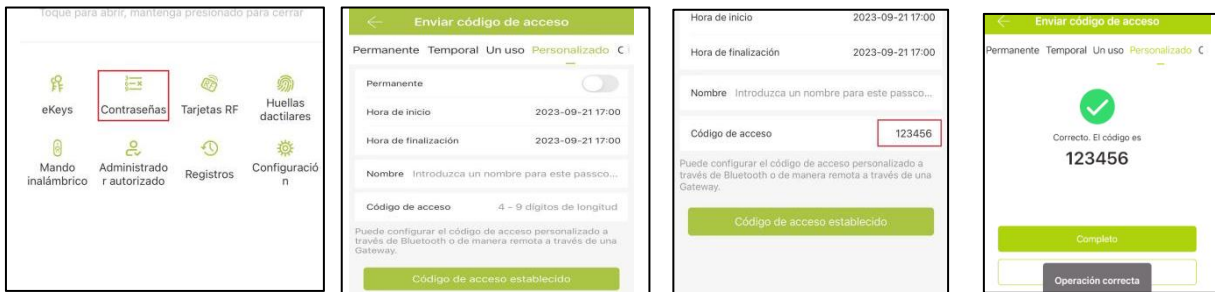 Toque para abrir, mantenga presionado para cerrar
eKeys
Contraseñas
Tarjetas RF
Huellas
dactilares
Mando
inalámbrico
Administrado
r autorizado
Registros
Configuració
n
Enviar código de acceso
Permanente Temporal Un uso Personalizado C
Permanente
Hora de inicio 2023-09-21 17:00
Hora de finalización 2023-09-21 17:00
Nombre Introduzca un nombre para este passco...
Código de acceso 4 - 9 dígitos de longitud
Puede configurar el código de acceso personalizado a
través de Bluetooth o de manera remota a través de una
Gateway.
Código de acceso establecido
Hora de inicio 2023-09-21 17:00
Hora de finalización 2023-09-21 17:00
Nombre Introduzca un nombre para este passco...
Código de acceso 123456
Puede configurar el código de acceso personalizado a
través de Bluetooth o de manera remota a través de una
Gateway.
Código de acceso establecido
Enviar código de acceso
Permanente Temporal Un uso Personalizado C
Correcto. El código es
123456
Completo
Operación correcta